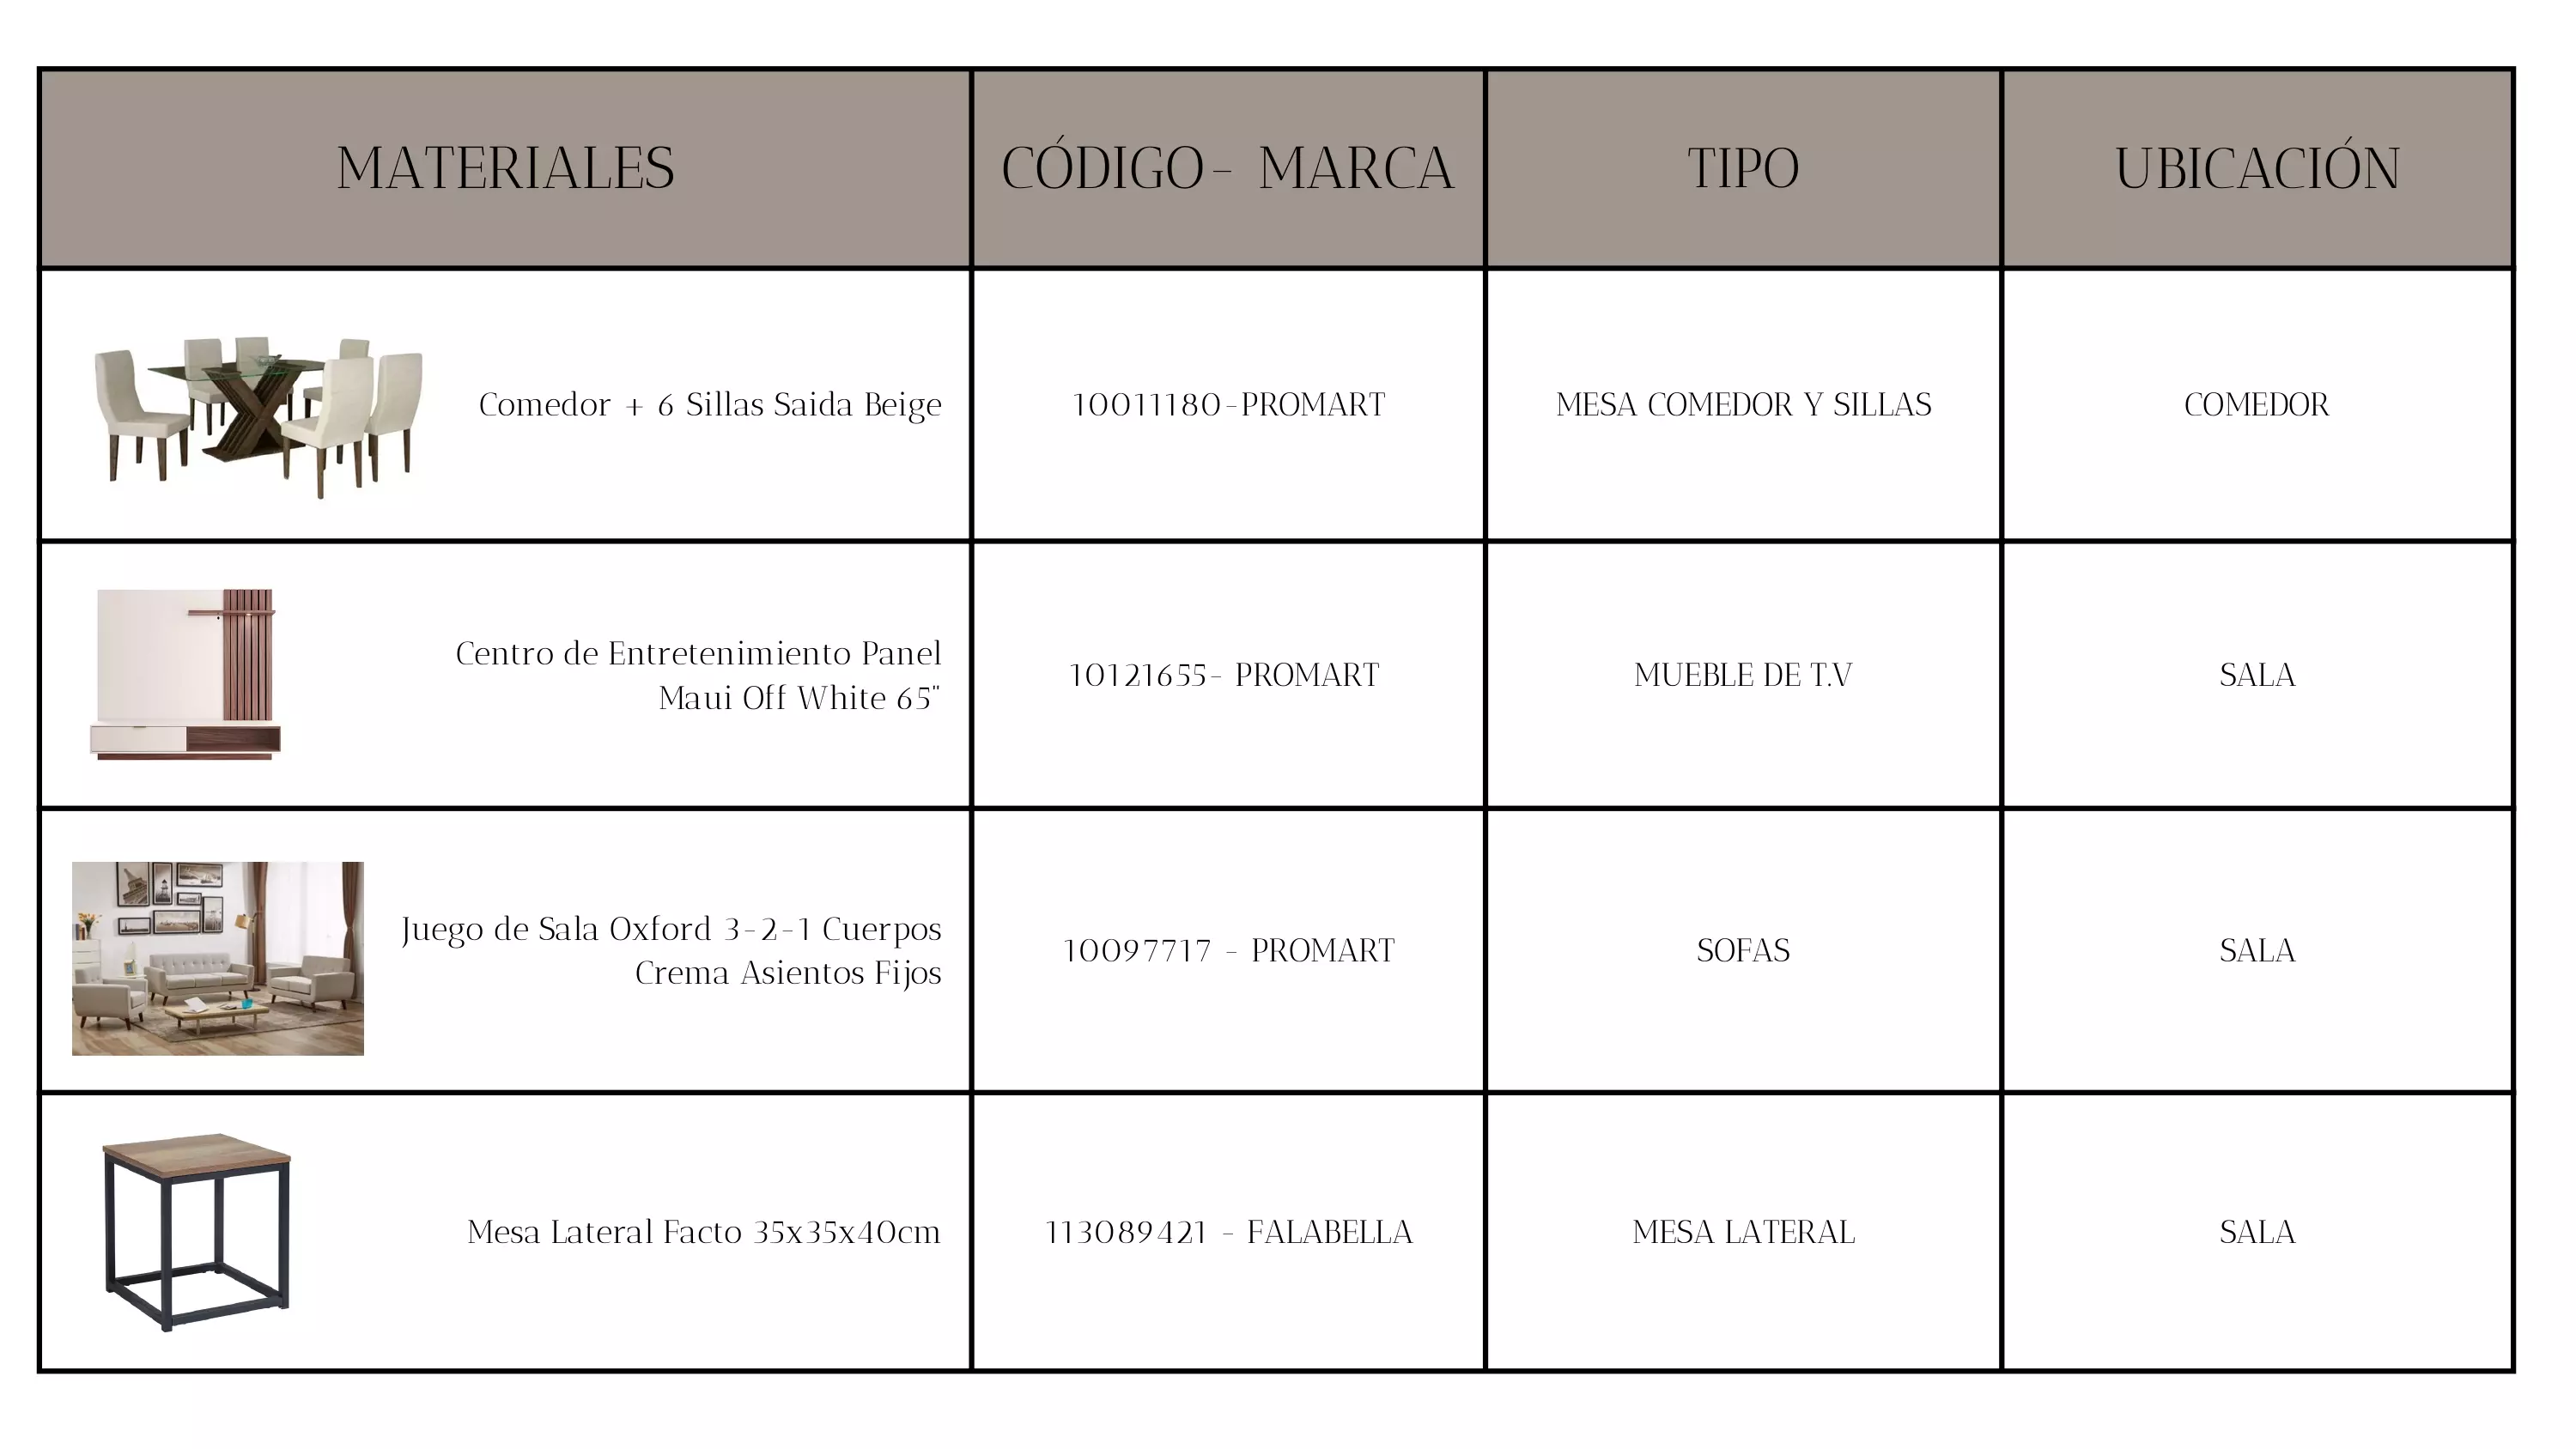 MATERIALES
CÓDIGO- MARCA
TIPO
UBICACIÓN
Comedor + 6 Sillas Saida Beige
10011180-PROMART
MESA COMEDOR Y SILLAS
COMEDOR
Centro de Entretenimiento Panel
Maui Off White 65"
10121655- PROMART
MUEBLE DE T.V
SALA
Juego de Sala Oxford 3-2-1 Cuerpos
Crema Asientos Fijos
10097717 - PROMART
SOFAS
SALA
Mesa Lateral Facto 35x35x40cm
113089421 - FALABELLA
MESA LATERAL
SALA